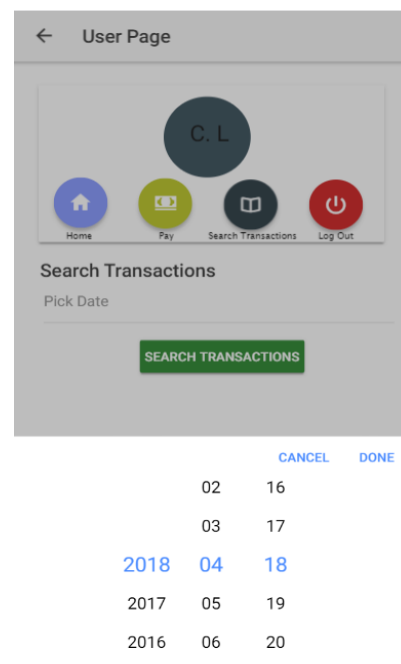 User Page
C. L
Home Pay Search Transactions Log Out
Search Transactions
Pick Date
SEARCH TRANSACTIONS
CANCEL DONE
02 16
03 17
2018 04 18
2017 05 19
2016 06 20